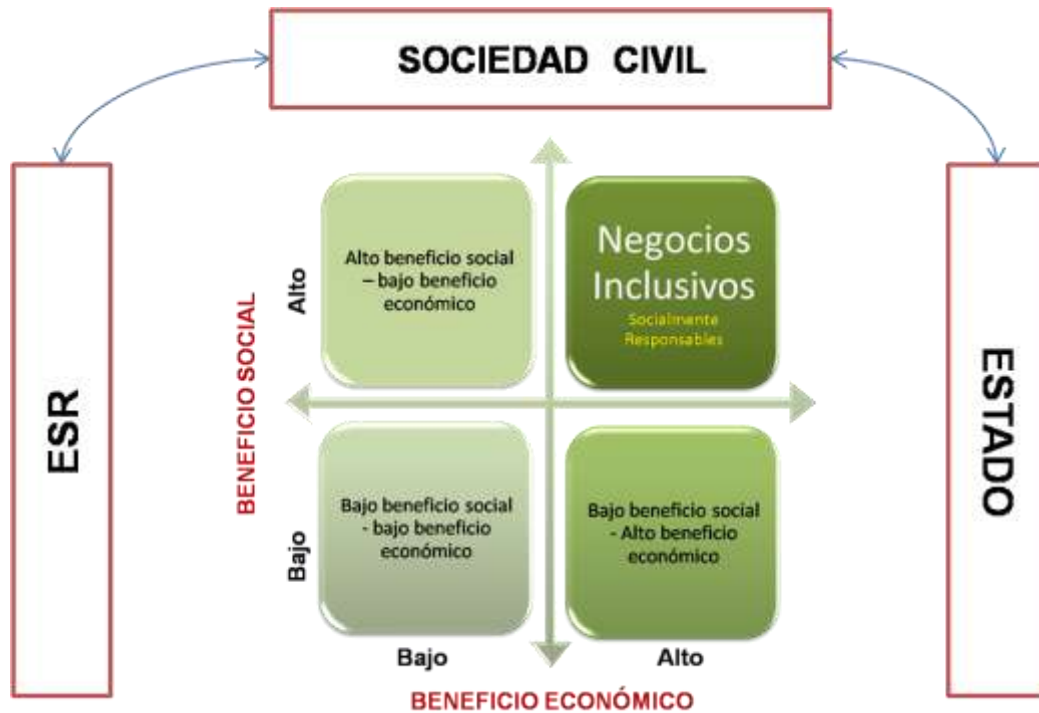 SOCIEDAD CIVIL
ESR
ESTADO
BENEFICIO SOCIAL
Alto
Alto beneficio social
– bajo beneficio
económico
Negocios
Inclusivos
Socialmente
Responsables
Bajo
Bajo beneficio social
- bajo beneficio
económico
Bajo beneficio social
- Alto beneficio
económico
Bajo
Alto
BENEFICIO ECONÓMICO